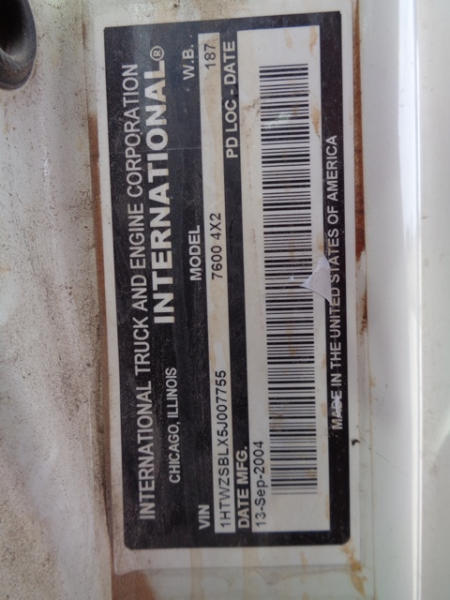 INTERNATIONAL TRUCK AND ENGINE CORPORATION
CHICAGO, ILLINOIS
INTERNATIONAL®
VIN MODEL W.B.
1HTWZSBLX5J007755 7600 4X2 187
DATE MFG. PD LOC - DATE
13-Sep-2004
MADE IN THE UNITED STATES OF AMERICA